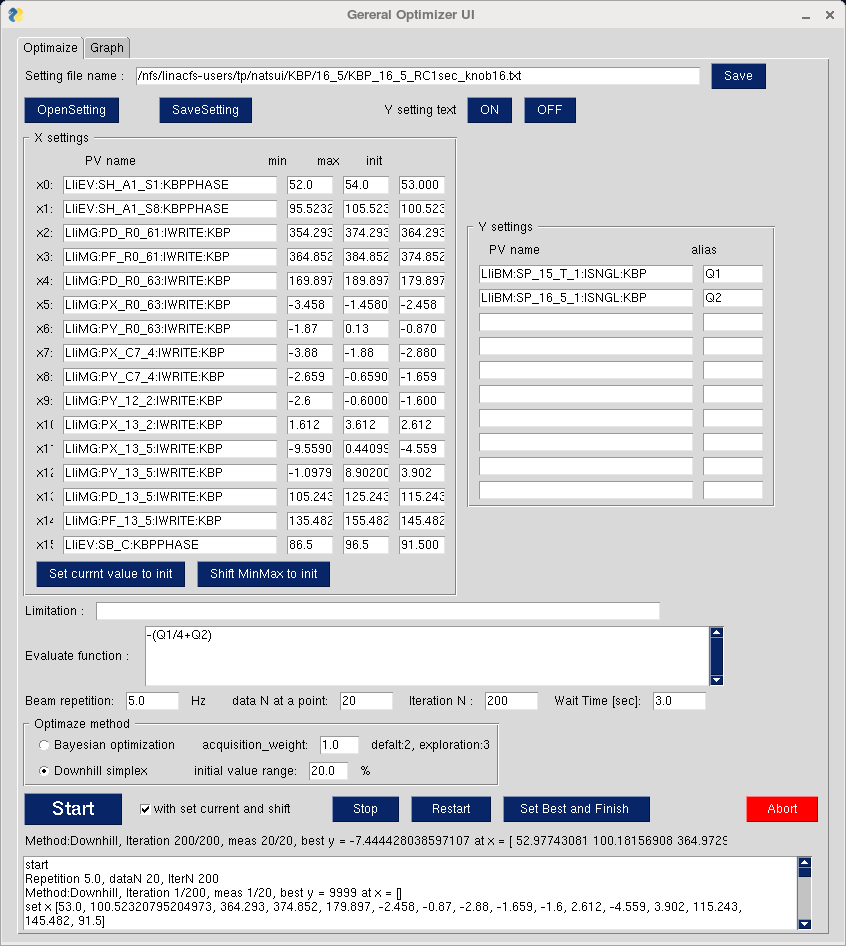 Gereral Optimizer UI
Optimaize Graph
Setting file name : /nfs/linacfs-users/tp/natsui/KBP/16_5/KBP_16_5_RC1sec_knob16.txt Save
OpenSetting SaveSetting Y setting text ON OFF
X settings
PV name min max init
x0: LIiEV:SH_A1_S1:KBPPHASE 52.0 54.0 53.000
x1: LIiEV:SH_A1_S8:KBPPHASE 95.5232 105.523 100.523
x2: LIiMG:PD_R0_61:IWRITE:KBP 354.293 374.293 364.293
x3: LIiMG:PF_R0_61:IWRITE:KBP 364.852 384.852 374.852
x4: LIiMG:PD_R0_63:IWRITE:KBP 169.897 189.897 179.897
x5: LIiMG:PX_R0_63:IWRITE:KBP -3.458 -1.4580 -2.458
x6: LIiMG:PY_R0_63:IWRITE:KBP -1.87 0.13 -0.870
x7: LIiMG:PX_C7_4:IWRITE:KBP -3.88 -1.88 -2.880
x8: LIiMG:PY_C7_4:IWRITE:KBP -2.659 -0.6590 -1.659
x9: LIiMG:PY_12_2:IWRITE:KBP -2.6 -0.6000 -1.600
x10 LIiMG:PX_13_2:IWRITE:KBP 1.612 3.612 2.612
x11 LIiMG:PX_13_5:IWRITE:KBP -9.5590 0.44099 -4.559
x12 LIiMG:PY_13_5:IWRITE:KBP -1.0979 8.90200 3.902
x13 LIiMG:PD_13_5:IWRITE:KBP 105.243 125.243 115.243
x14 LIiMG:PF_13_5:IWRITE:KBP 135.482 155.482 145.482
x15 LIiEV:SB_C:KBPPHASE 86.5 96.5 91.500
Set currnt value to init Shift MinMax to init
Y settings
PV name alias
LIiBM:SP_15_T_1:ISNGL:KBP Q1
LIiBM:SP_16_5_1:ISNGL:KBP Q2
Limitation :
Evaluate function : -(Q1/4+Q2)
Beam repetition: 5.0 Hz data N at a point: 20 Iteration N : 200 Wait Time [sec]: 3.0
Optimaze method
Bayesian optimization acquisition_weight: 1.0 defalt:2, exploration:3
Downhill simplex initial value range: 20.0 %
Start with set current and shift Stop Restart Set Best and Finish Abort
Method:Downhill, Iteration 200/200, meas 20/20, best y = -7.444428038597107 at x = [ 52.97743081 100.18156908 364.9729
start
Repetition 5.0, dataN 20, IterN 200
Method:Downhill, Iteration 1/200, meas 1/20, best y = 9999 at x = []
set x [53.0, 100.52320795204973, 364.293, 374.852, 179.897, -2.458, -0.87, -2.88, -1.659, -1.6, 2.612, -4.559, 3.902, 115.243,
145.482, 91.5]